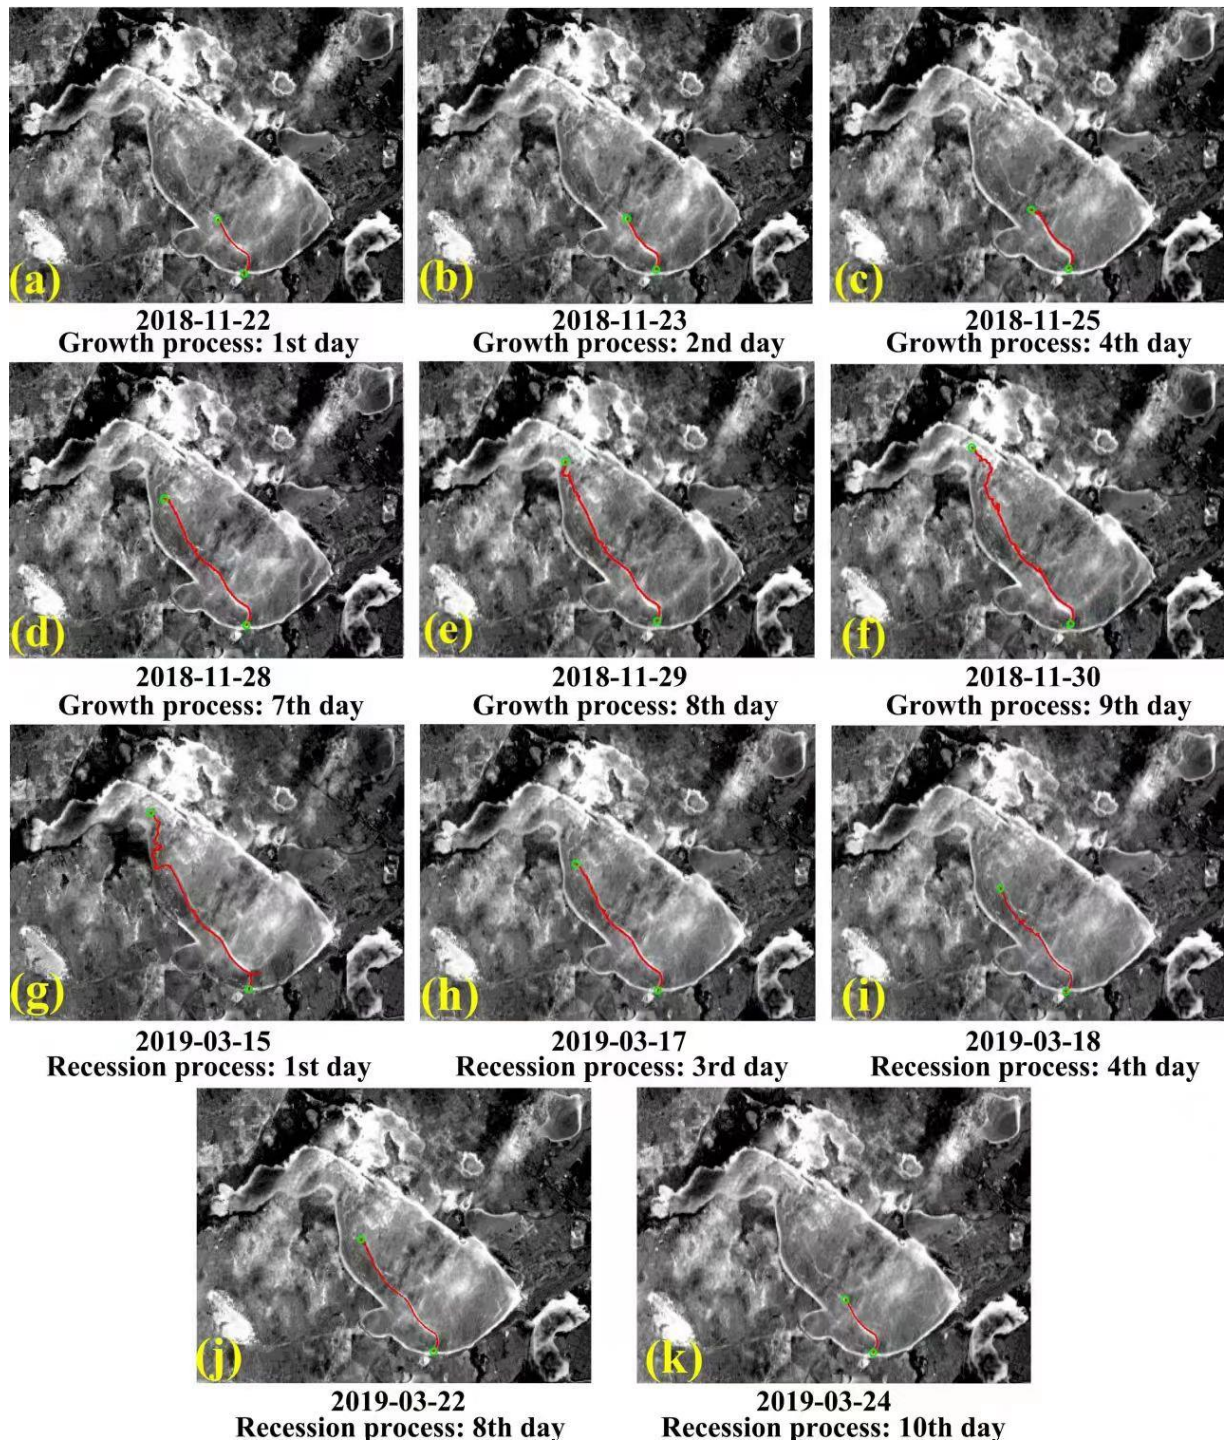 (a)
(b)
(c)
2018-11-22
Growth process: 1st day
2018-11-23
Growth process: 2nd day
2018-11-25
Growth process: 4th day
(d)
(e)
(f)
2018-11-28
Growth process: 7th day
2018-11-29
Growth process: 8th day
2018-11-30
Growth process: 9th day
(g)
(h)
(i)
2019-03-15
Recession process: 1st day
2019-03-17
Recession process: 3rd day
2019-03-18
Recession process: 4th day
(j)
(k)
2019-03-22
Recession process: 8th day
2019-03-24
Recession process: 10th day